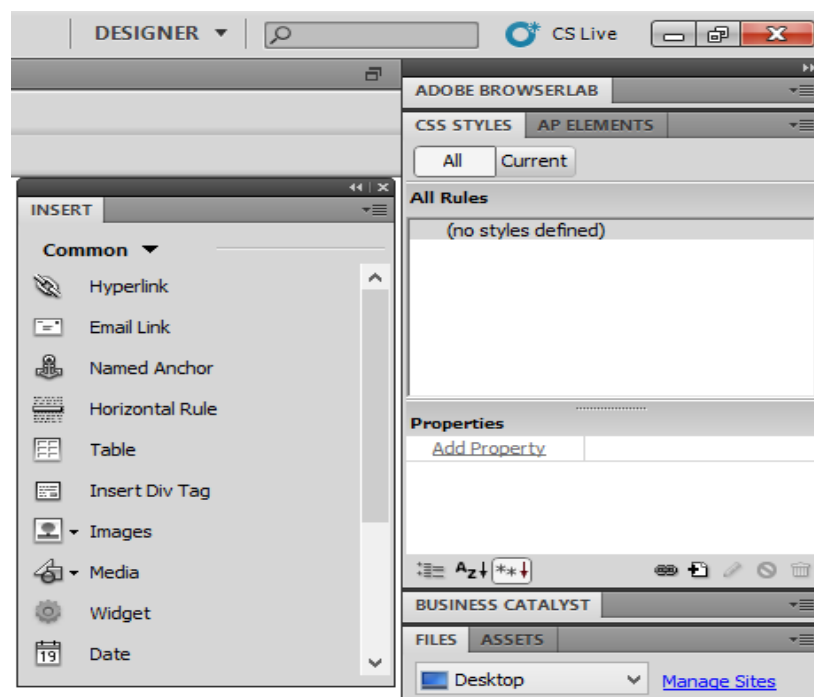 DESIGNER
CS Live
ADOBE BROWSERLAB
CSS STYLES AP ELEMENTS
All Current
All Rules
(no styles defined)
Properties
Add Property
BUSINESS CATALYST
FILES ASSETS
Desktop Manage Sites
INSERT
Common
Hyperlink
Email Link
Named Anchor
Horizontal Rule
Table
Insert Div Tag
Images
Media
Widget
19 Date